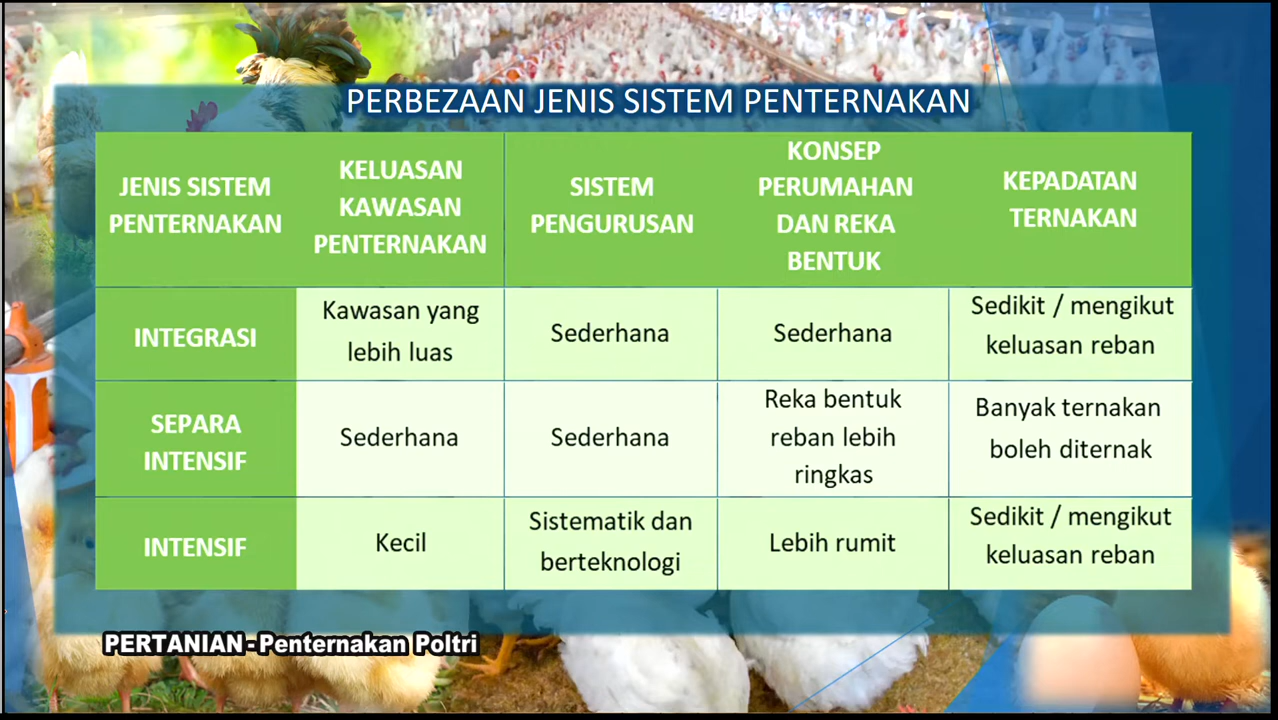 PERBEZAAN JENIS SISTEM PENTERNAKAN
JENIS SISTEM
PENTERNAKAN
KELUASAN
KAWASAN
PENTERNAKAN
SISTEM
PENGURUSAN
KONSEP
PERUMAHAN
DAN REKA
BENTUK
KEPADATAN
TERNAKAN
INTEGRASI
Kawasan yang
lebih luas
Sederhana
Sederhana
Sedikit / mengikut
keluasan reban
SEPARA
INTENSIF
Sederhana
Sederhana
Reka bentuk
reban lebih
ringkas
Banyak ternakan
boleh diternak
INTENSIF
Kecil
Sistematik dan
berteknologi
Lebih rumit
Sedikit / mengikut
keluasan reban
PERTANIAN - Penternakan Poltri